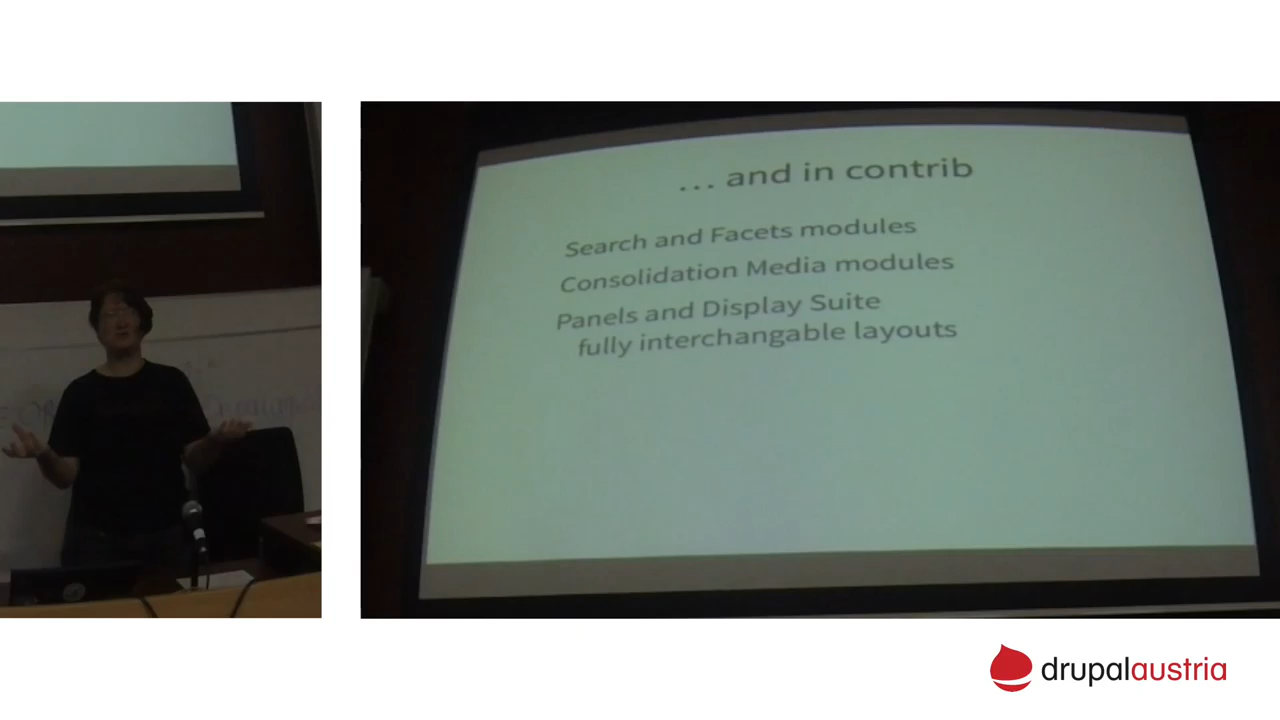 ... and in contrib
Search and Facets modules
Consolidation Media modules
Panels and Display Suite
fully interchangable layouts
drupalaustria